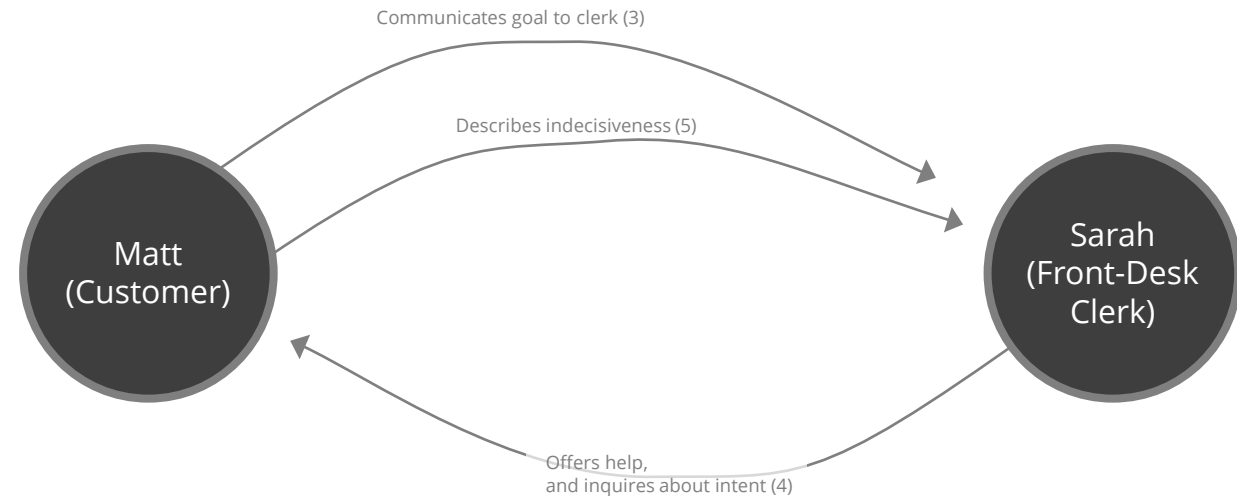 Communicates goal to clerk (3)
Describes indecisiveness (5)
Matt
(Customer)
Sarah
(Front-Desk
Clerk)
Offers help,
and inquires about intent (4)